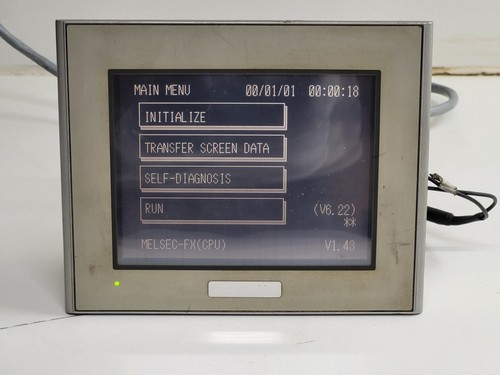 MAIN MENU 00/01/01 00:00:18
INITIALIZE
TRANSFER SCREEN DATA
SELF-DIAGNOSIS
RUN (V6.22)
**
MELSEC-FX(CPU) V1.43